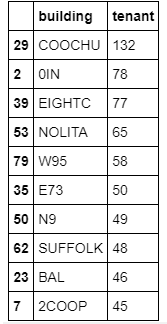 building tenant
29 COOCHU 132
2 0IN 78
39 EIGHTC 77
53 NOLITA 65
79 W95 58
35 E73 50
50 N9 49
62 SUFFOLK 48
23 BAL 46
7 2COOP 45